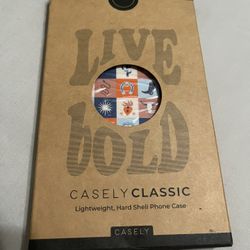 LIVE
bOLD
CASELY CLASSIC
Lightweight, Hard Shell Phone Case
CASELY